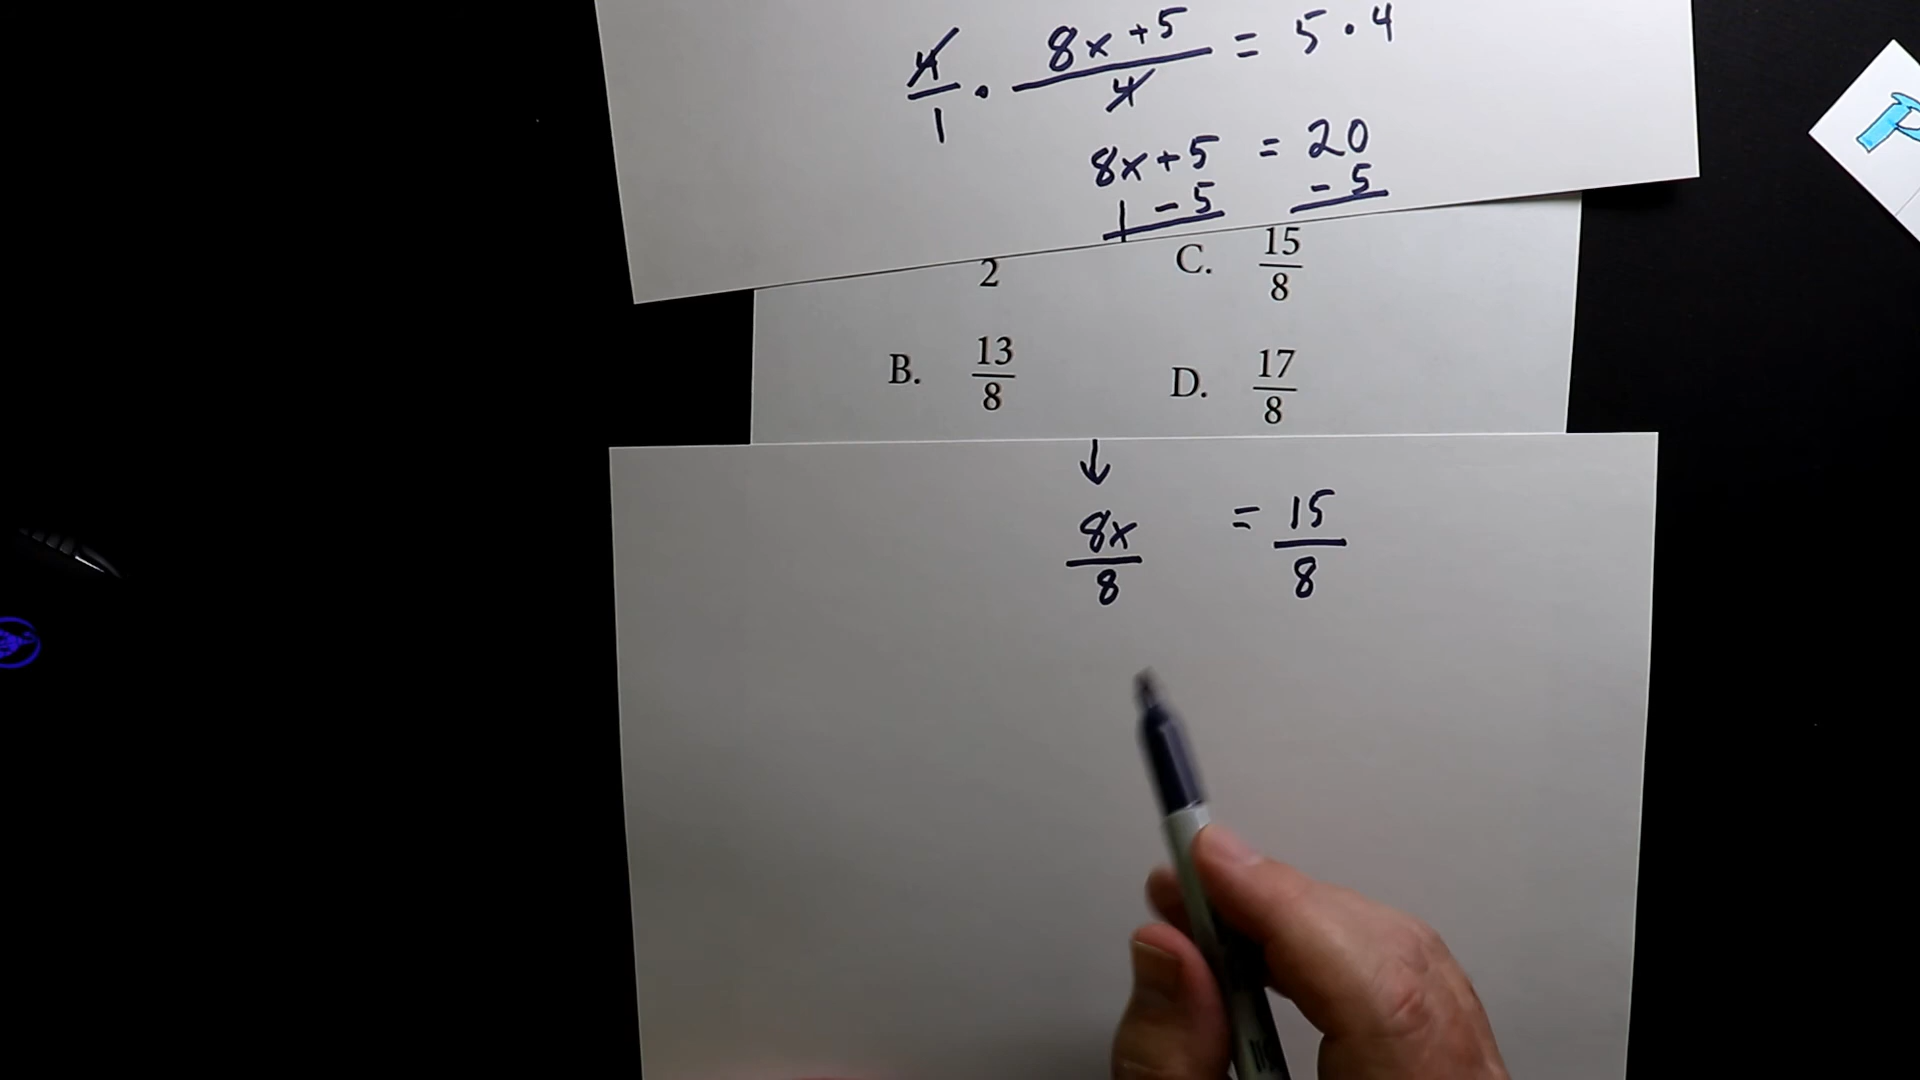 4/1 · (8x+5)/4 = 5·4
8x+5 = 20
-5 -5
2
C. 15/8
B. 13/8
D. 17/8
↓
8x/8 = 15/8